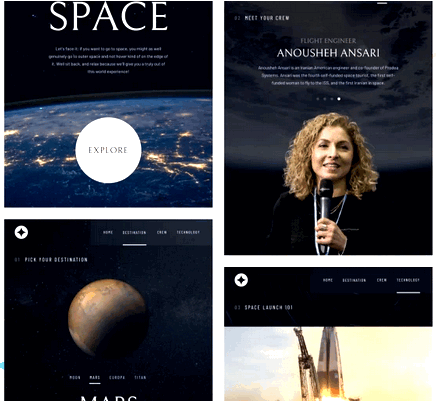 SPACE
Let's face it. If you want to go to space, you might as well
genuinely go to outer space and not hover kind of on the edge of
it. Well sit back, and relax because we'll give you a truly out of
this world experience!
EXPLORE
HOME DESTINATION CREW TECHNOLOGY
01 PICK YOUR DESTINATION
MOON MARS EUROPA TITAN
MARS
02 MEET YOUR CREW
FLIGHT ENGINEER
ANOUSHEH ANSARI
Anousheh Ansari is an Iranian American engineer and co-founder of Prodea
Systems. Ansari was the fourth self-funded space tourist, the first self-
funded woman to fly to the ISS, and the first Iranian in space.
HOME DESTINATION CREW TECHNOLOGY
03 SPACE LAUNCH 101